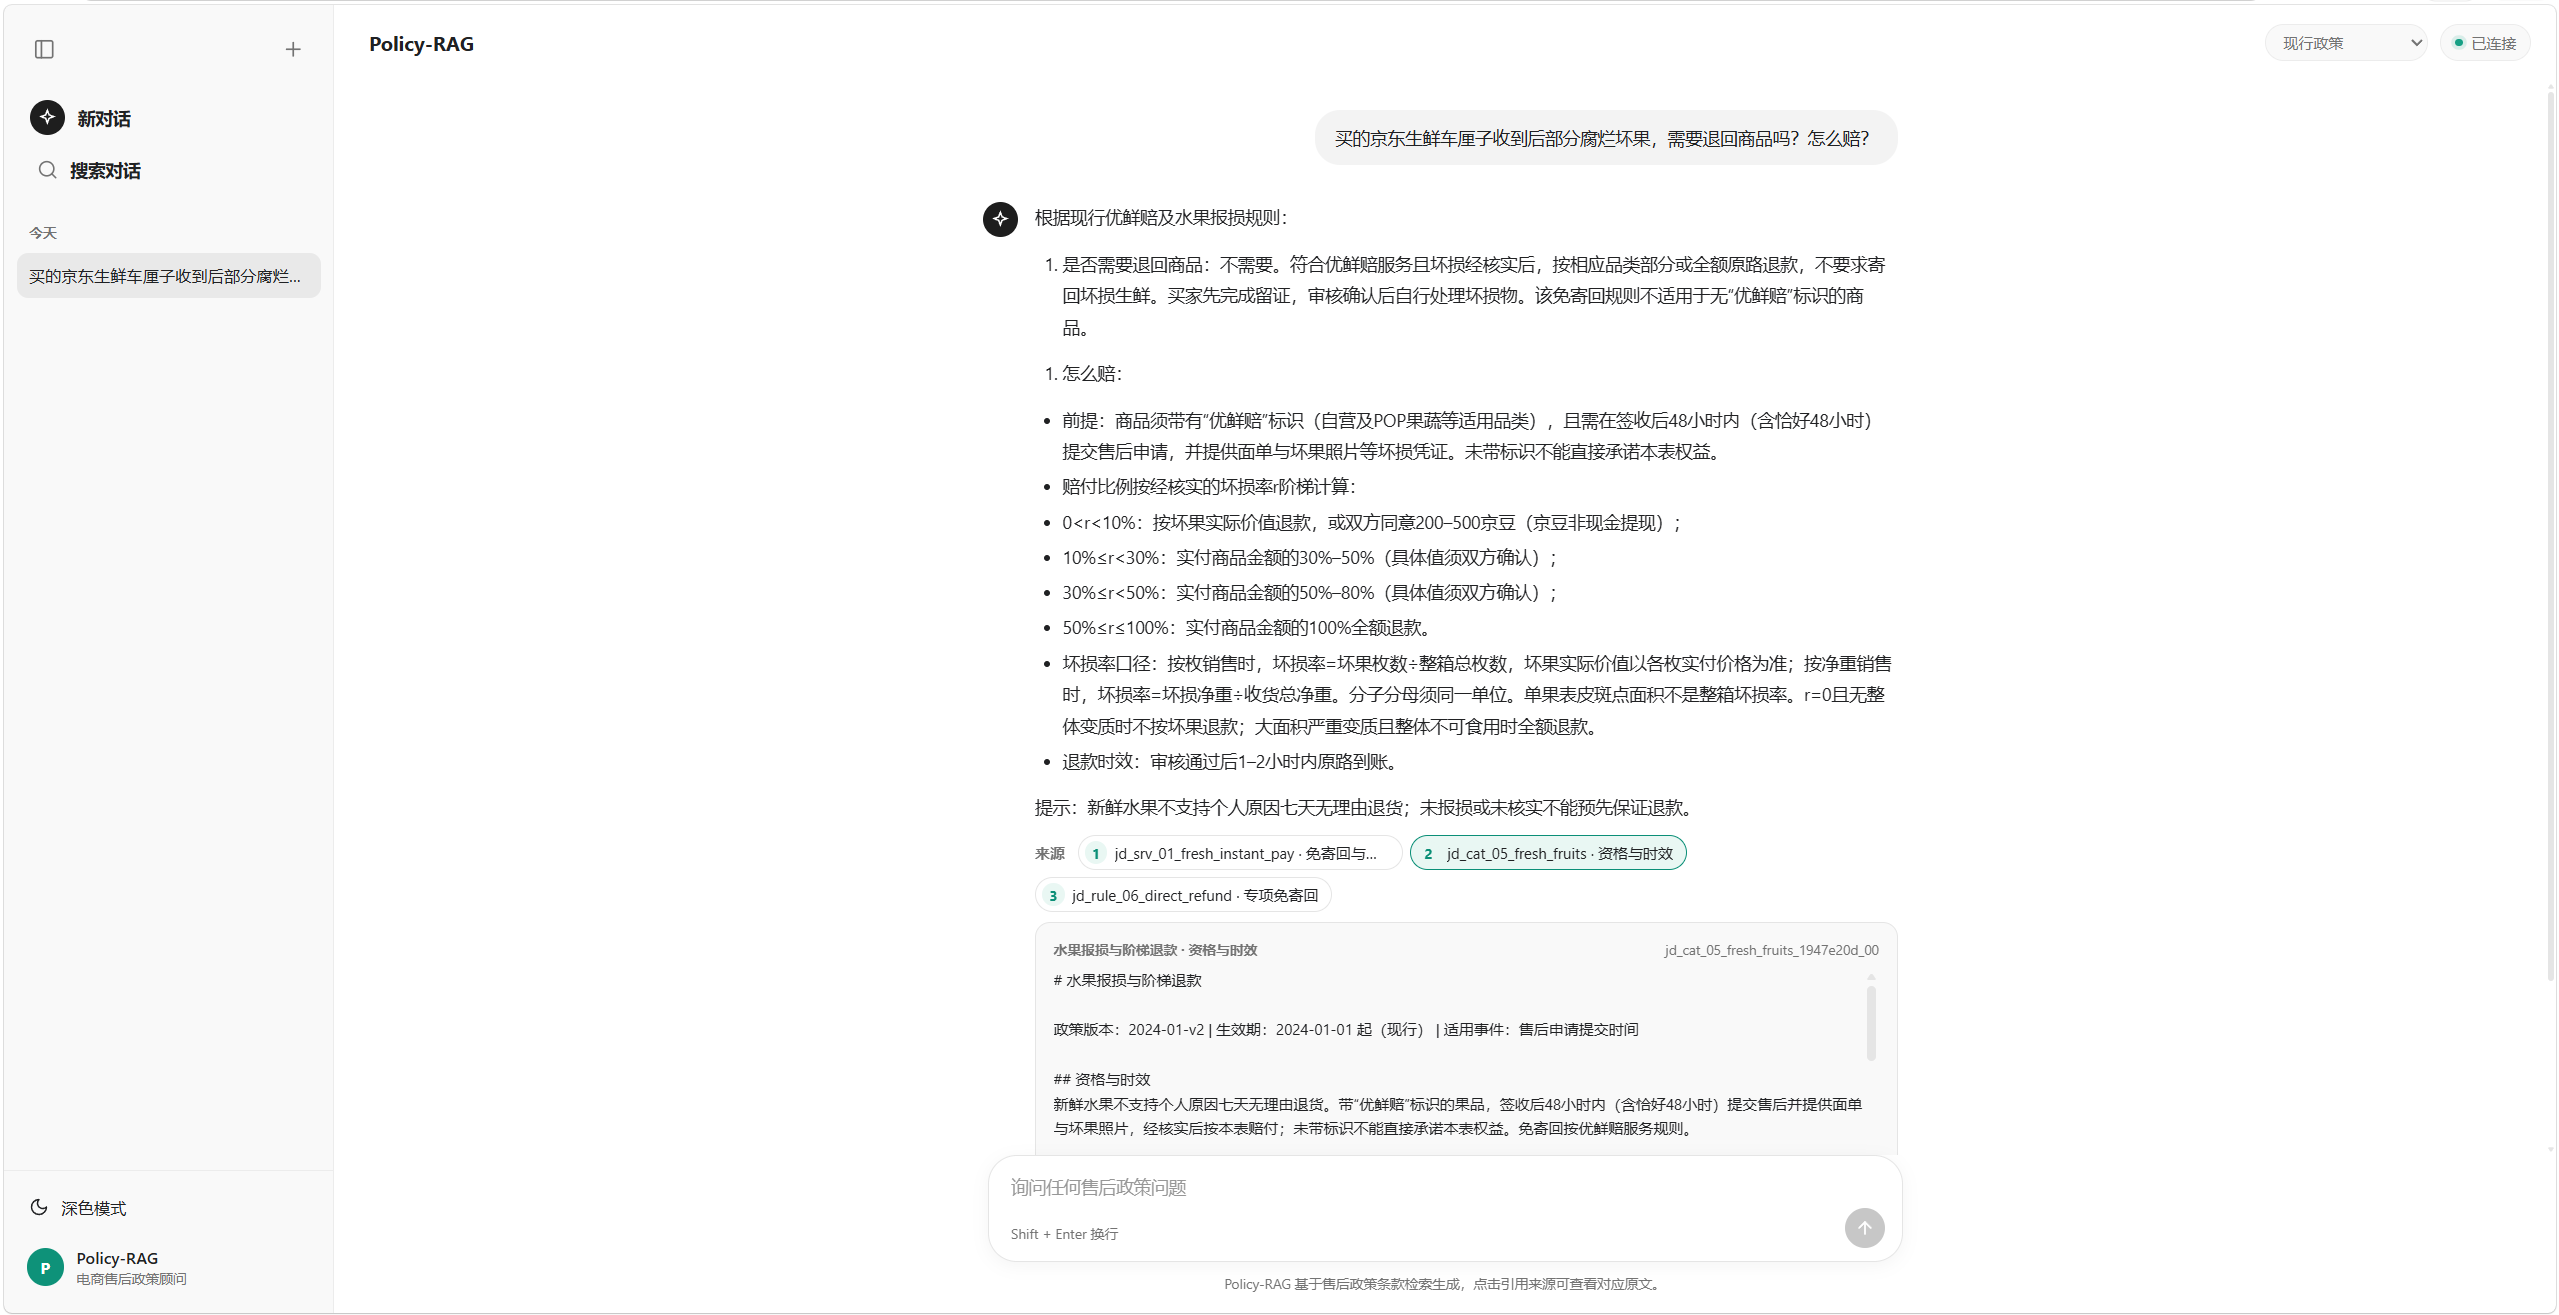 Policy-RAG
现行政策
已连接
新对话
搜索对话
今天
买的京东生鲜车厘子收到后部分腐烂...
买的京东生鲜车厘子收到后部分腐烂坏果，需要退回商品吗？怎么赔？
根据现行优鲜赔及水果报损规则：
1. 是否需要退回商品：不需要。符合优鲜赔服务且坏损经核实后，按相应品类部分或全额原路退款，不要求寄
回坏损生鲜。买家先完成留证，审核确认后自行处理坏损物。该免寄回规则不适用于无“优鲜赔”标识的商
品。
1. 怎么赔：
• 前提：商品须带有“优鲜赔”标识（自营及POP果蔬等适用品类），且需在签收后48小时内（含恰好48小时）
提交售后申请，并提供面单与坏果照片等坏损凭证。未带标识不能直接承诺本表权益。
• 赔付比例按经核实的坏损率r阶梯计算：
• 0<r<10%：按坏果实际价值退款，或双方同意200–500京豆（京豆非现金提现）；
• 10%≤r<30%：实付商品金额的30%–50%（具体值须双方确认）；
• 30%≤r<50%：实付商品金额的50%–80%（具体值须双方确认）；
• 50%≤r≤100%：实付商品金额的100%全额退款。
• 坏损率口径：按枚销售时，坏损率=坏果枚数÷整箱总枚数，坏果实际价值以各枚实付价格为准；按净重销售
时，坏损率=坏损净重÷收货总净重。分子分母须同一单位。单果表皮斑点面积不是整箱坏损率。r=0且无整
体变质时不按坏果退款；大面积严重变质且整体不可食用时全额退款。
• 退款时效：审核通过后1–2小时内原路到账。
提示：新鲜水果不支持个人原因七天无理由退货；未报损或未核实不能预先保证退款。
来源 1 jd_srv_01_fresh_instant_pay · 免寄回与... 2 jd_cat_05_fresh_fruits · 资格与时效
3 jd_rule_06_direct_refund · 专项免寄回
水果报损与阶梯退款 · 资格与时效 jd_cat_05_fresh_fruits_1947e20d_00
# 水果报损与阶梯退款
政策版本：2024-01-v2 | 生效期：2024-01-01 起（现行） | 适用事件：售后申请提交时间
## 资格与时效
新鲜水果不支持个人原因七天无理由退货。带“优鲜赔”标识的果品，签收后48小时内（含恰好48小时）提交售后并提供面单
与坏果照片，经核实后按本表赔付；未带标识不能直接承诺本表权益。免寄回按优鲜赔服务规则。
询问任何售后政策问题
Shift + Enter 换行
Policy-RAG 基于售后政策条款检索生成，点击引用来源可查看对应原文。
深色模式
P
Policy-RAG
电商售后政策顾问